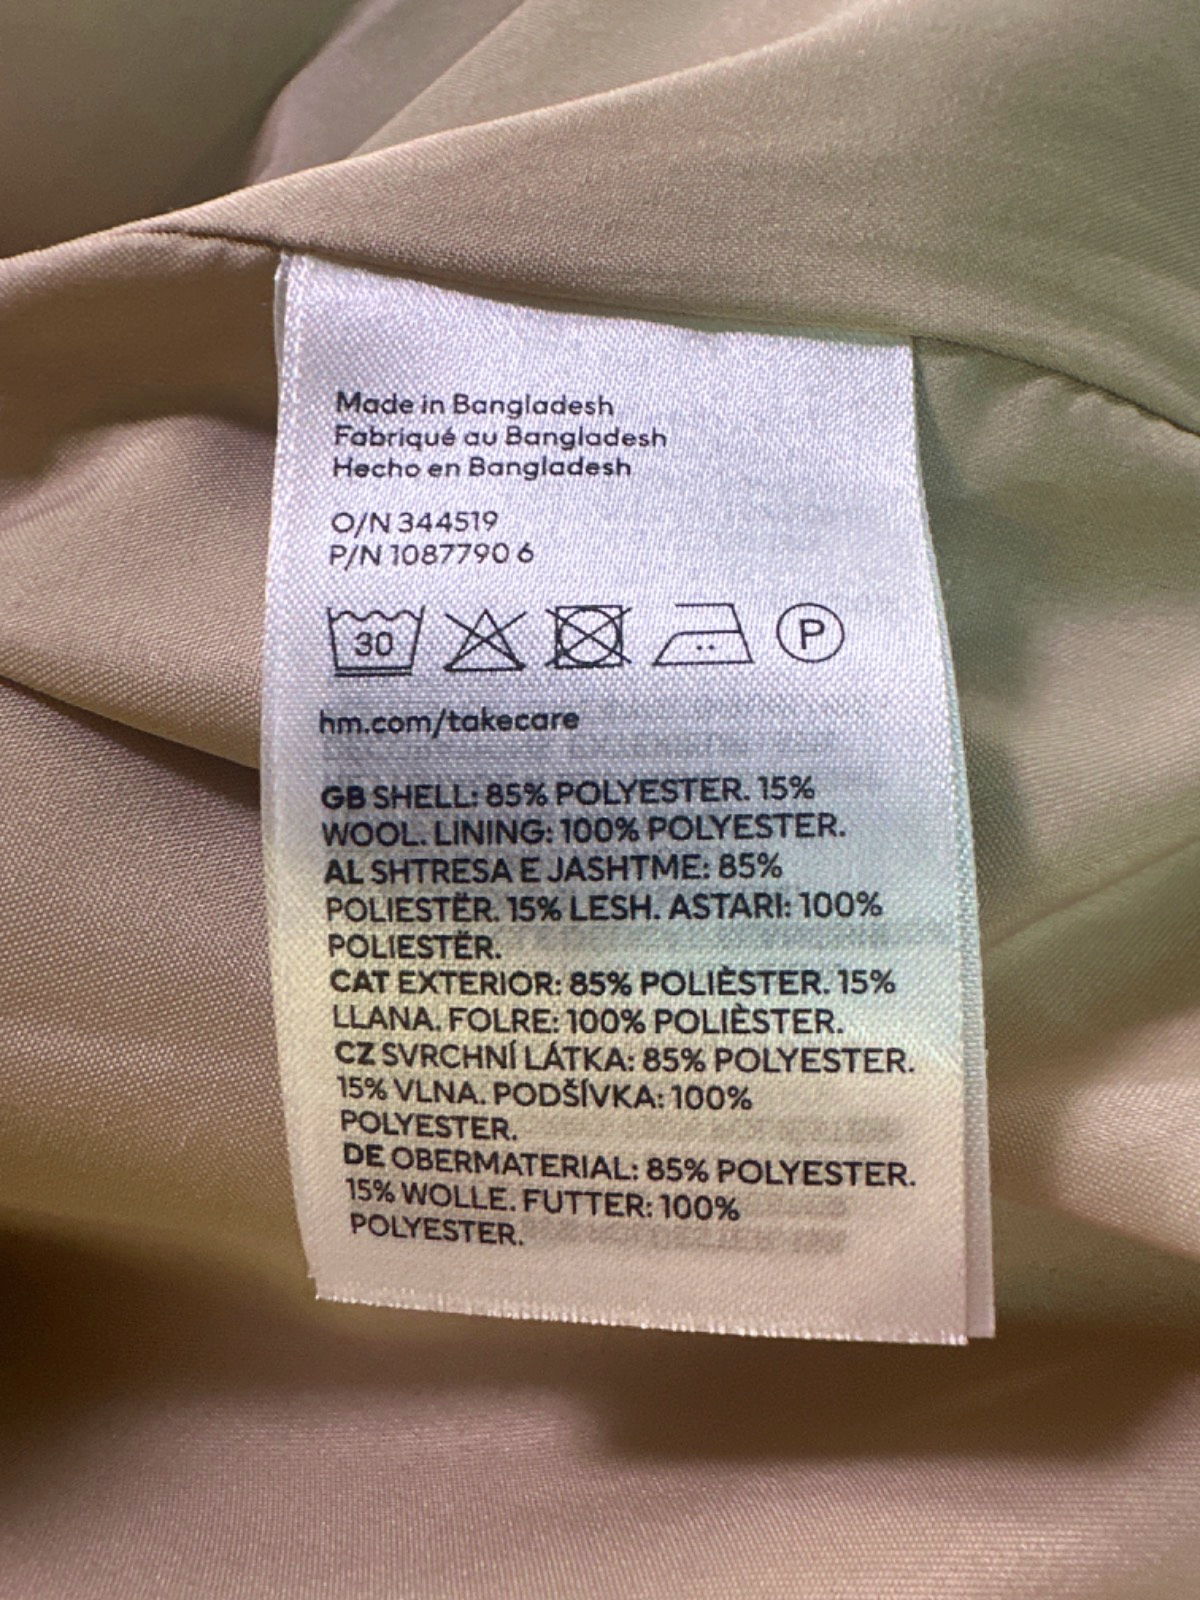 Made in Bangladesh
Fabriqué au Bangladesh
Hecho en Bangladesh
O/N 344519
P/N 1087790 6
30 P
hm.com/takecare
GB SHELL: 85% POLYESTER. 15%
WOOL. LINING: 100% POLYESTER.
AL SHTRESA E JASHTME: 85%
POLIESTËR. 15% LESH. ASTARI: 100%
POLIESTËR.
CAT EXTERIOR: 85% POLIÈSTER. 15%
LLANA. FOLRE: 100% POLIÈSTER.
CZ SVRCHNÍ LÁTKA: 85% POLYESTER.
15% VLNA. PODŠÍVKA: 100%
POLYESTER.
DE OBERMATERIAL: 85% POLYESTER.
15% WOLLE. FUTTER: 100%
POLYESTER.